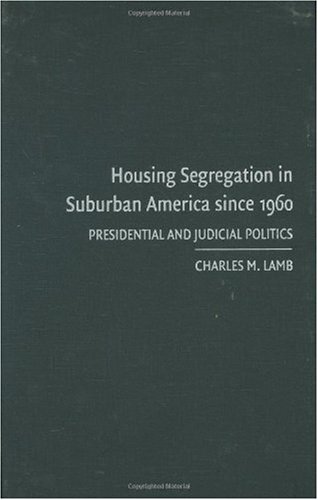 Housing Segregation in
Suburban America since 1960
PRESIDENTIAL AND JUDICIAL POLITICS
CHARLES M. LAMB